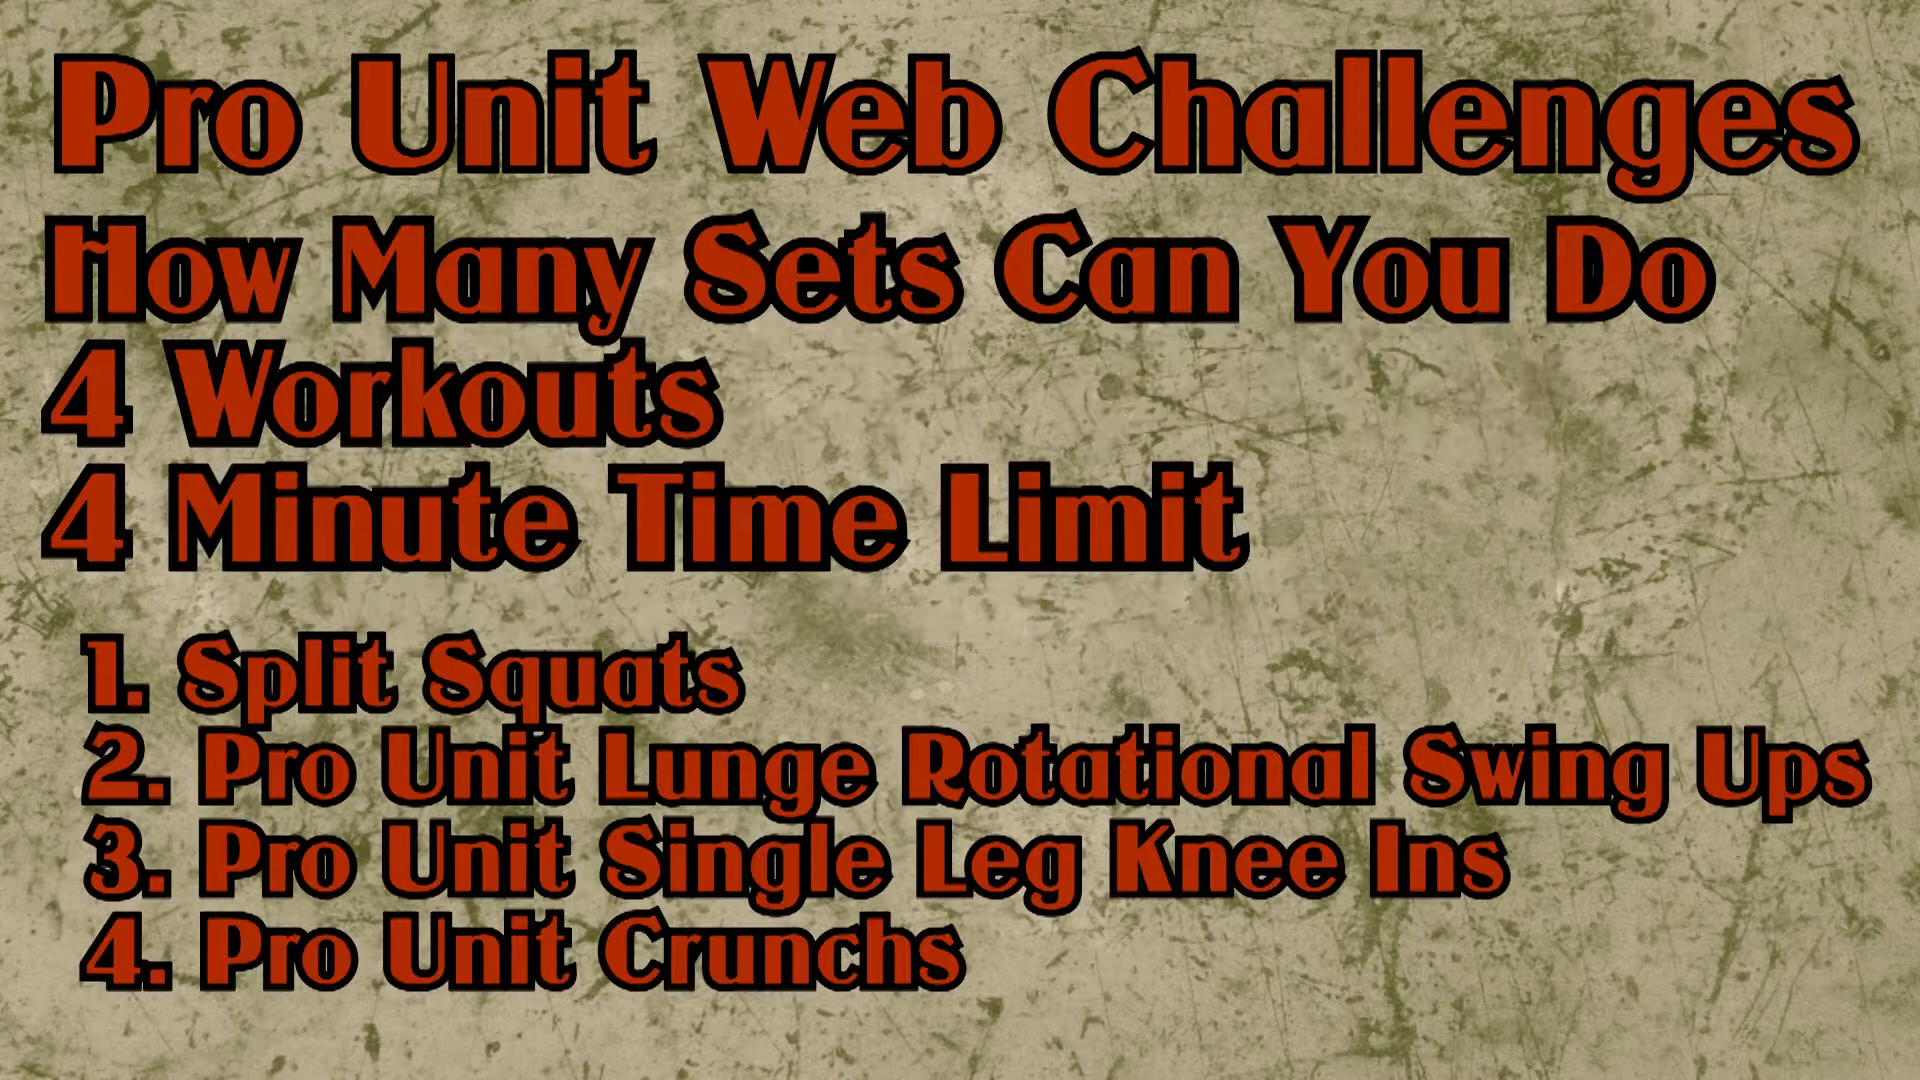 Pro Unit Web Challenges
How Many Sets Can You Do
4 Workouts
4 Minute Time Limit
1. Split Squats
2. Pro Unit Lunge Rotational Swing Ups
3. Pro Unit Single Leg Knee Ins
4. Pro Unit Crunchs